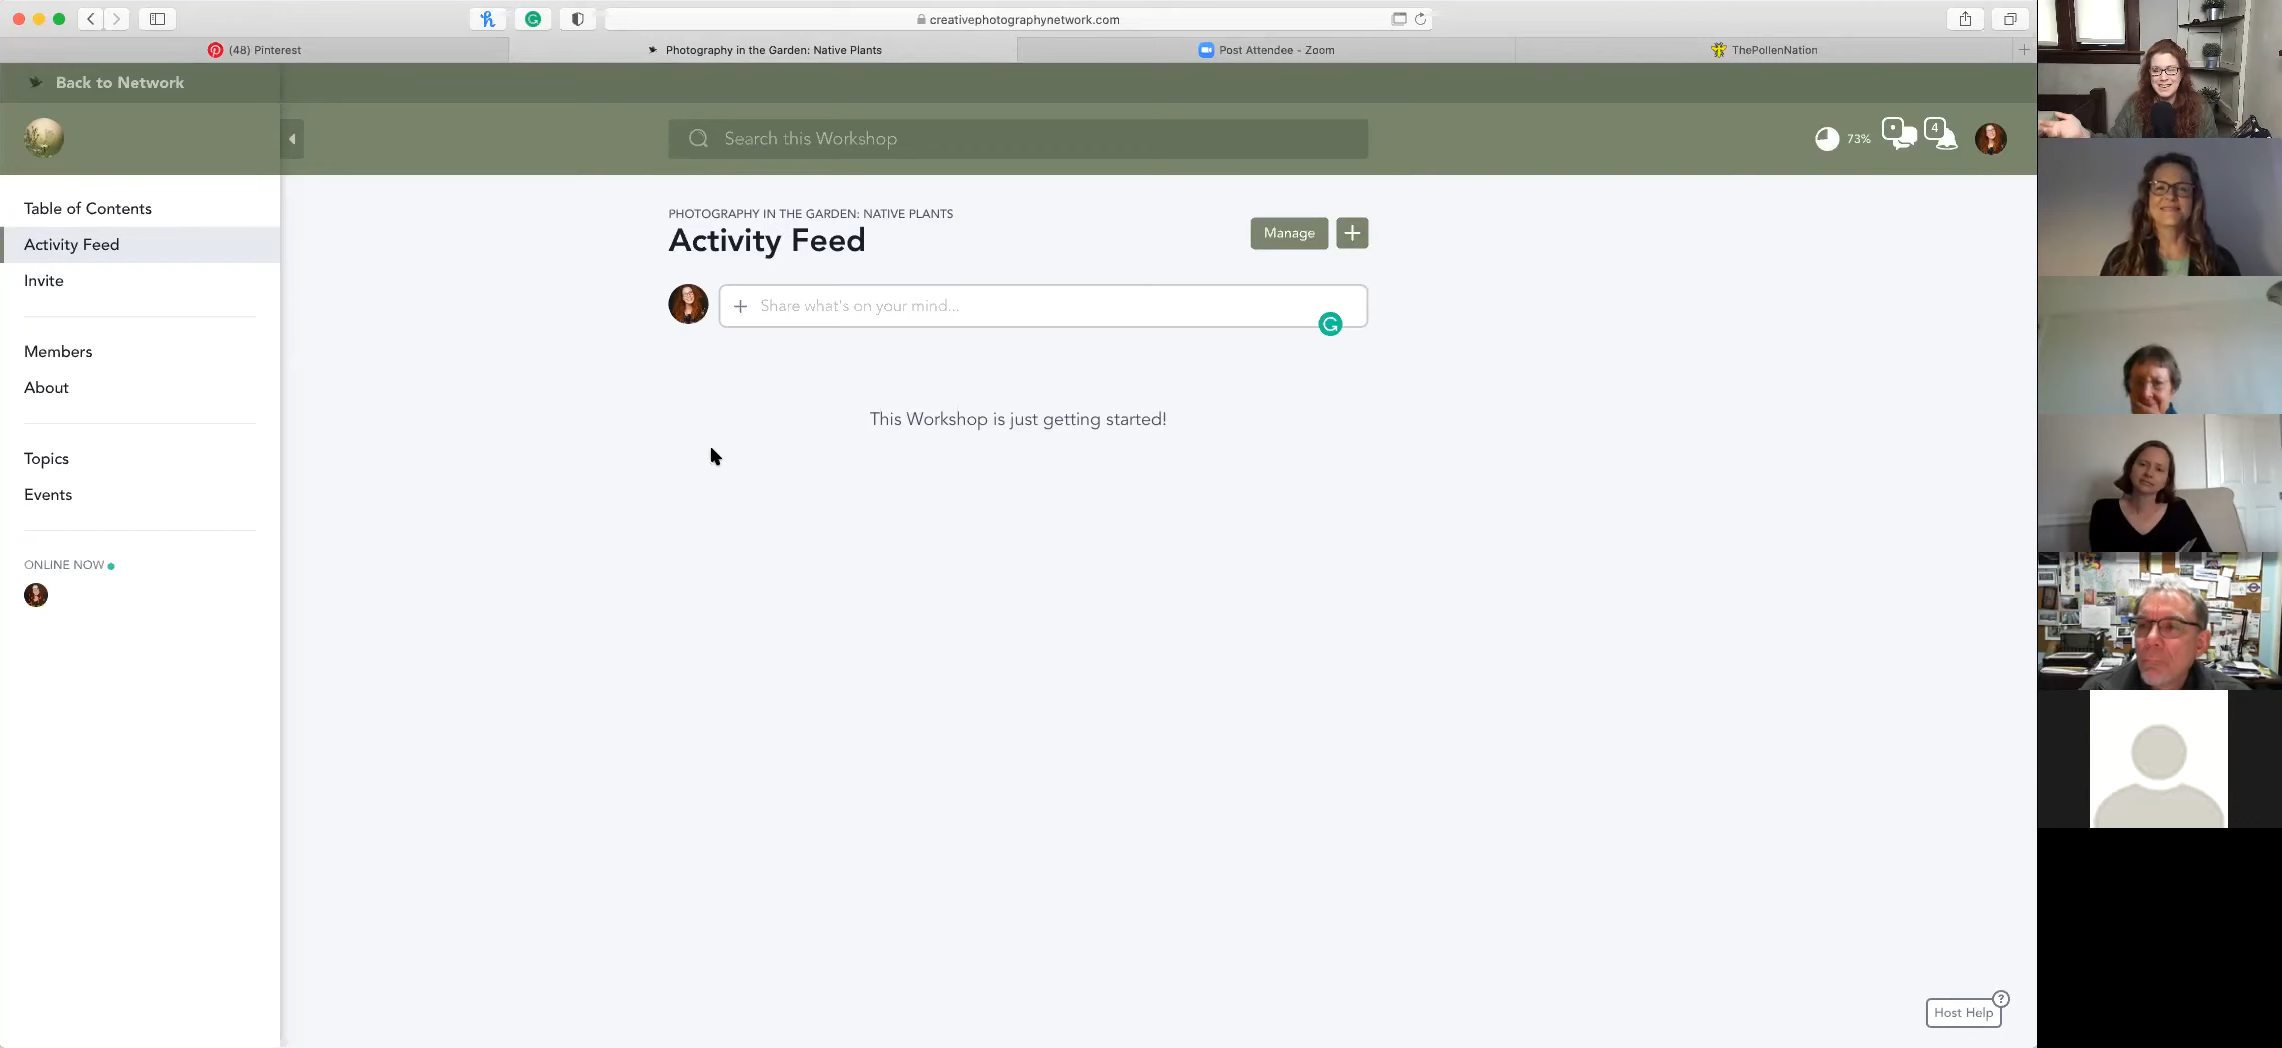 creativephotographynetwork.com
(48) Pinterest
Photography in the Garden: Native Plants
Post Attendee - Zoom
ThePollenNation
Back to Network
Search this Workshop
73%
4
Table of Contents
Activity Feed
Invite
Members
About
Topics
Events
ONLINE NOW
PHOTOGRAPHY IN THE GARDEN: NATIVE PLANTS
Activity Feed
Manage
Share what's on your mind...
This Workshop is just getting started!
Host Help
?